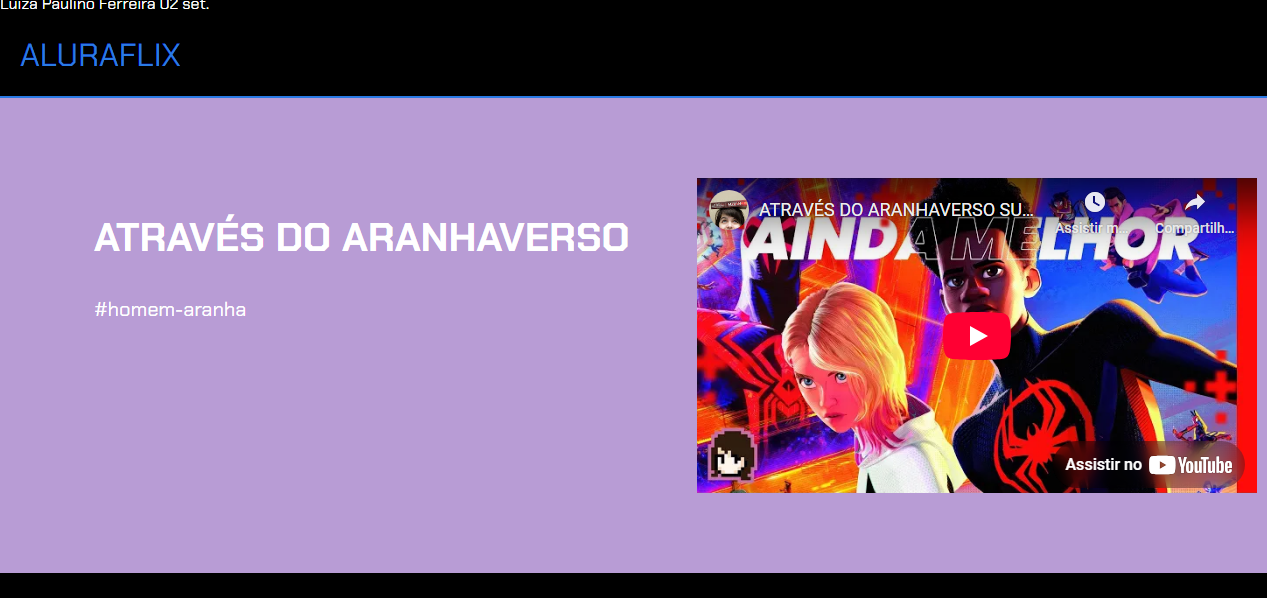 Luiza Paulino Ferreira 02 set.
ALURAFLIX
ATRAVÉS DO ARANHAVERSO
#homem-aranha
ATRAVÉS DO ARANHAVERSO SU...
Assistir m...
Compartilh...
AINDA MELHOR
Assistir no YouTube